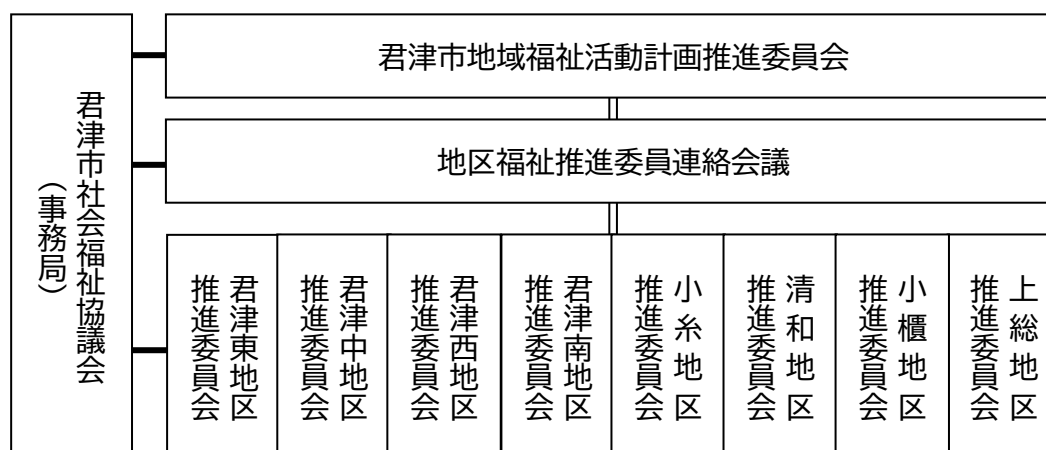 君津市社会福祉協議会
（事務局）
君津市地域福祉活動計画推進委員会
地区福祉推進委員連絡会議
君津東地区
推進委員会
君津中地区
推進委員会
君津西地区
推進委員会
君津南地区
推進委員会
小糸地区
推進委員会
清和地区
推進委員会
小櫃地区
推進委員会
上総地区
推進委員会